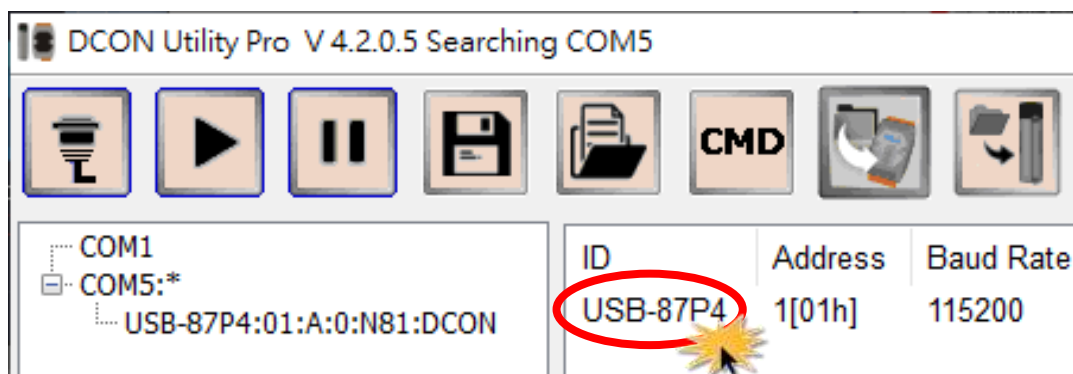 DCON Utility Pro V 4.2.0.5 Searching COM5
CMD
COM1
COM5:*
USB-87P4:01:A:0:N81:DCON
ID Address Baud Rate
USB-87P4 1[01h] 115200